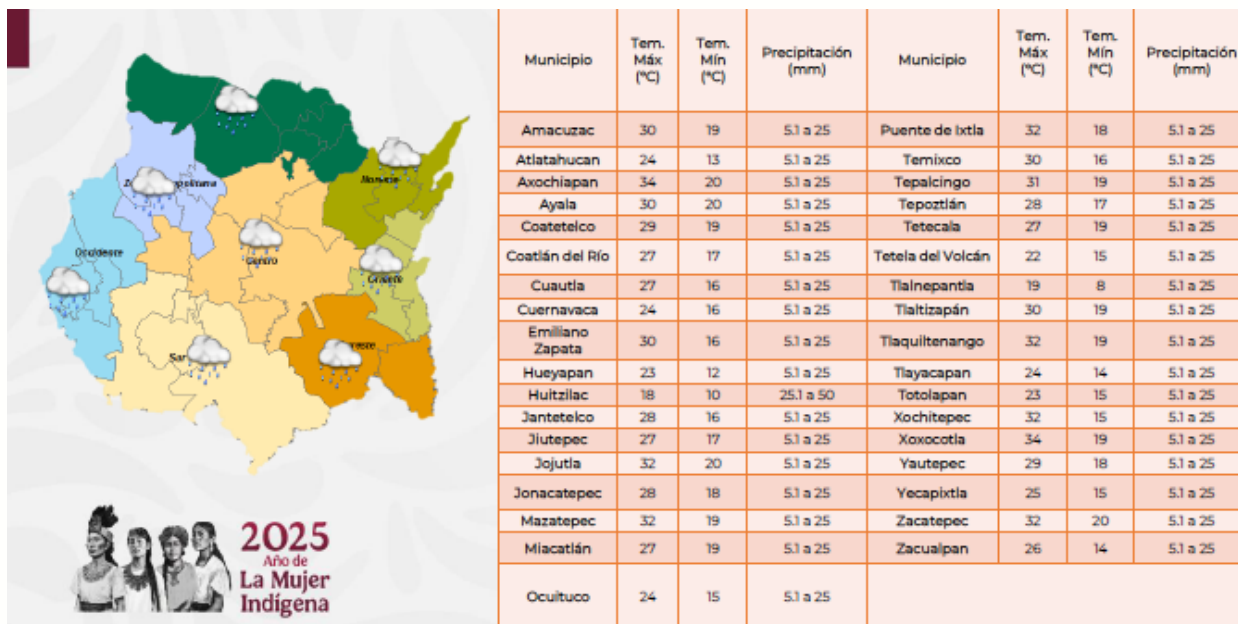 Municipio Tem. Máx (°C) Tem. Mín (°C) Precipitación (mm) Municipio Tem. Máx (°C) Tem. Mín (°C) Precipitación (mm)
Amacuzac 30 19 5.1 a 25 Puente de Ixtla 32 18 5.1 a 25
Atlatahucan 24 13 5.1 a 25 Temixco 30 16 5.1 a 25
Axochiapan 34 20 5.1 a 25 Tepalcingo 31 19 5.1 a 25
Ayala 30 20 5.1 a 25 Tepoztlán 28 17 5.1 a 25
Coatetelco 29 19 5.1 a 25 Tetecala 27 19 5.1 a 25
Coatlán del Río 27 17 5.1 a 25 Tetela del Volcán 22 15 5.1 a 25
Cuautla 27 16 5.1 a 25 Tlalnepantla 19 8 5.1 a 25
Cuernavaca 24 16 5.1 a 25 Tlaltizapán 30 19 5.1 a 25
Emiliano Zapata 30 16 5.1 a 25 Tlaquiltenango 32 19 5.1 a 25
Hueyapan 23 12 5.1 a 25 Tlayacapan 24 14 5.1 a 25
Huitzilac 18 10 25.1 a 50 Totolapan 23 15 5.1 a 25
Jantetelco 28 16 5.1 a 25 Xochitepec 32 15 5.1 a 25
Jiutepec 27 17 5.1 a 25 Xoxocotla 34 19 5.1 a 25
Jojutla 32 20 5.1 a 25 Yautepec 29 18 5.1 a 25
Jonacatepec 28 18 5.1 a 25 Yecapixtla 25 15 5.1 a 25
Mazatepec 32 19 5.1 a 25 Zacatepec 32 20 5.1 a 25
Miacatlán 27 19 5.1 a 25 Zacualpan 26 14 5.1 a 25
Ocuituco 24 15 5.1 a 25
Occidente
Centro
Oriente
2025
Año de
La Mujer
Indígena